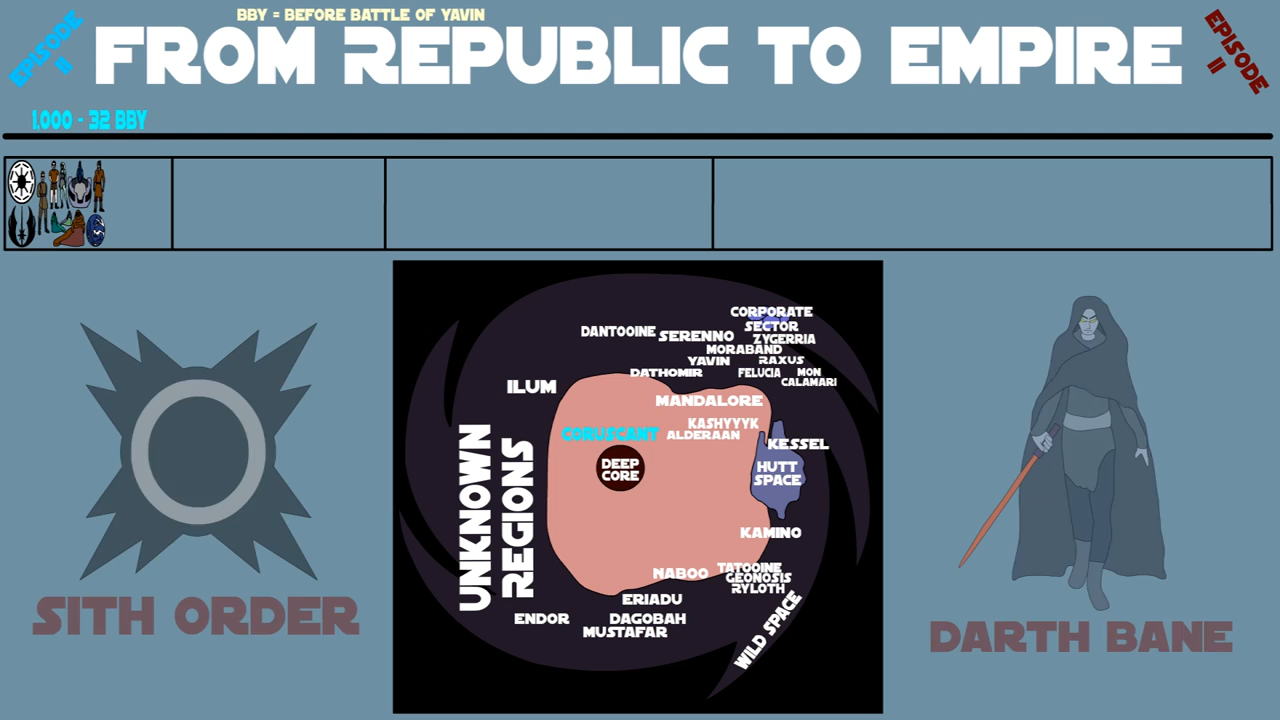 BBY = BEFORE BATTLE OF YAVIN
EPISODE
II
FROM REPUBLIC TO EMPIRE
EPISODE
II
1.000 - 32 BBY
CORPORATE
SECTOR
DANTOOINE
SERENNO
ZYGERRIA
MORABAND
YAVIN
RAXUS
DATHOMIR
FELUCIA
MON
CALAMARI
ILUM
MANDALORE
KASHYYYK
CORUSCANT
ALDERAAN
KESSEL
DEEP
CORE
HUTT
SPACE
UNKNOWN
REGIONS
KAMINO
NABOO
TATOOINE
GEONOSIS
RYLOTH
ERIADU
ENDOR
DAGOBAH
MUSTAFAR
WILD SPACE
SITH ORDER
DARTH BANE